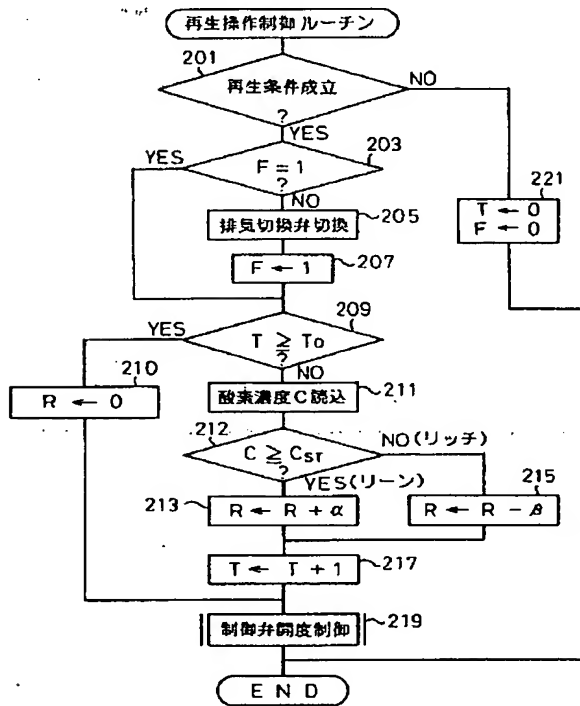 再生操作制御ルーチン
201
再生条件成立
?
NO
YES
203
YES
F=1
?
NO
221
T ← 0
F ← 0
205
排気切換弁切換
F ← 1
207
209
YES
T ≧ To
?
NO
210
R ← 0
211
酸素濃度C読込
212
C ≧ CST
?
NO(リッチ)
YES(リーン)
213
R ← R + α
215
R ← R - β
T ← T + 1
217
制御弁開度制御
219
END